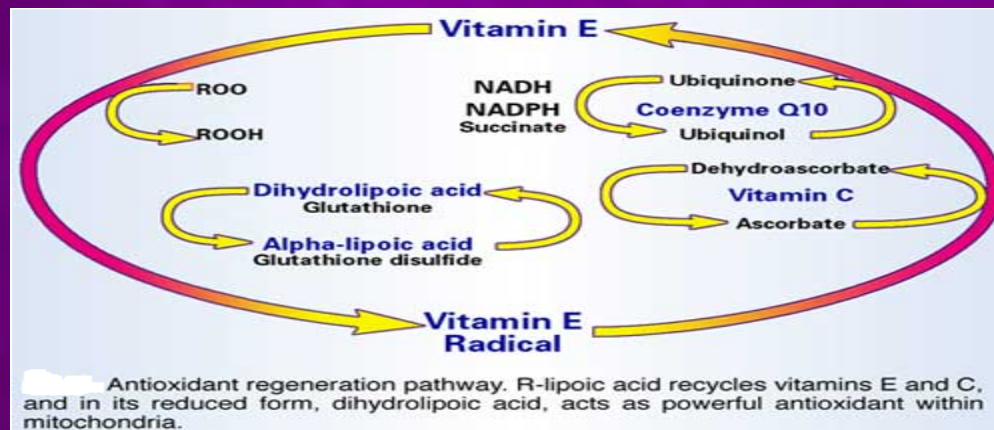 Vitamin E
ROO
ROOH
NADH
NADPH
Succinate
Ubiquinone
Coenzyme Q10
Ubiquinol
Dehydroascorbate
Vitamin C
Ascorbate
Dihydrolipoic acid
Glutathione
Alpha-lipoic acid
Glutathione disulfide
Vitamin E
Radical
Antioxidant regeneration pathway. R-lipoic acid recycles vitamins E and C,
and in its reduced form, dihydrolipoic acid, acts as powerful antioxidant within
mitochondria.